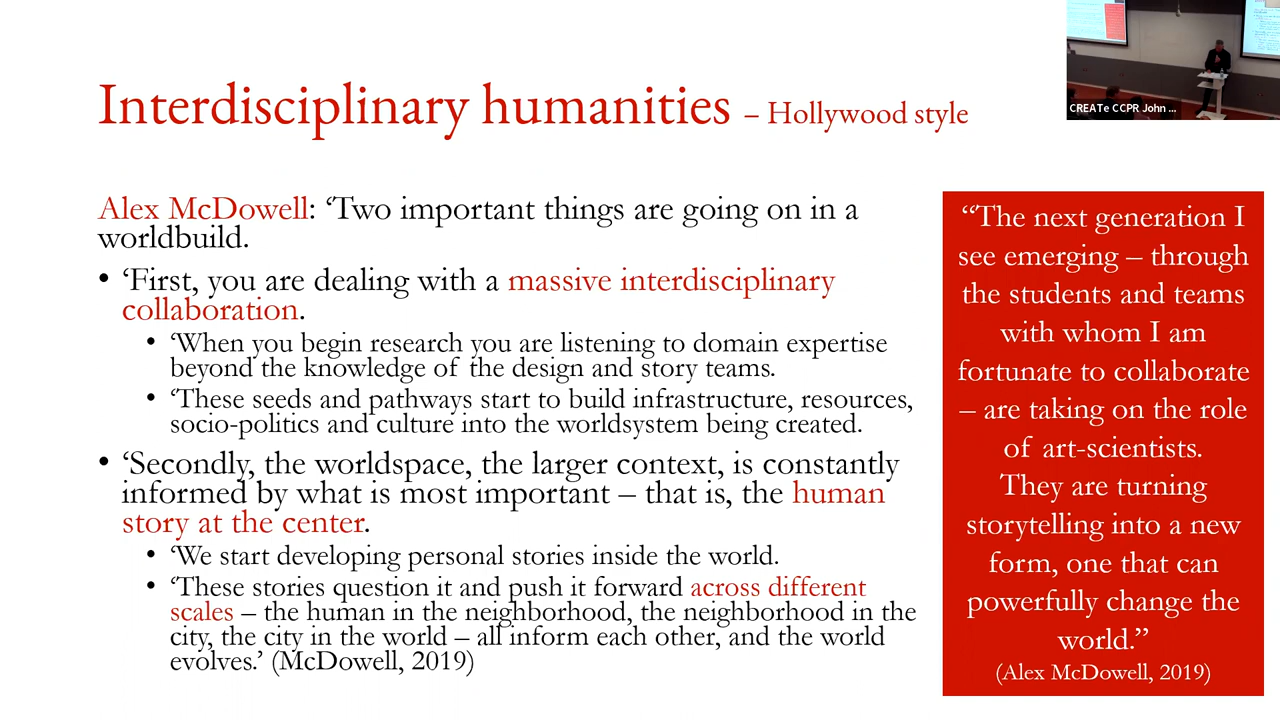 Interdisciplinary humanities – Hollywood style
CREATe CCPR John ...
Alex McDowell: ‘Two important things are going on in a
worldbuild.
• ‘First, you are dealing with a massive interdisciplinary
collaboration.
• ‘When you begin research you are listening to domain expertise
beyond the knowledge of the design and story teams.
• ‘These seeds and pathways start to build infrastructure, resources,
socio-politics and culture into the worldsystem being created.
• ‘Secondly, the worldspace, the larger context, is constantly
informed by what is most important – that is, the human
story at the center.
• ‘We start developing personal stories inside the world.
• ‘These stories question it and push it forward across different
scales – the human in the neighborhood, the neighborhood in the
city, the city in the world – all inform each other, and the world
evolves.’ (McDowell, 2019)
“The next generation I
see emerging – through
the students and teams
with whom I am
fortunate to collaborate
– are taking on the role
of art-scientists.
They are turning
storytelling into a new
form, one that can
powerfully change the
world.”
(Alex McDowell, 2019)